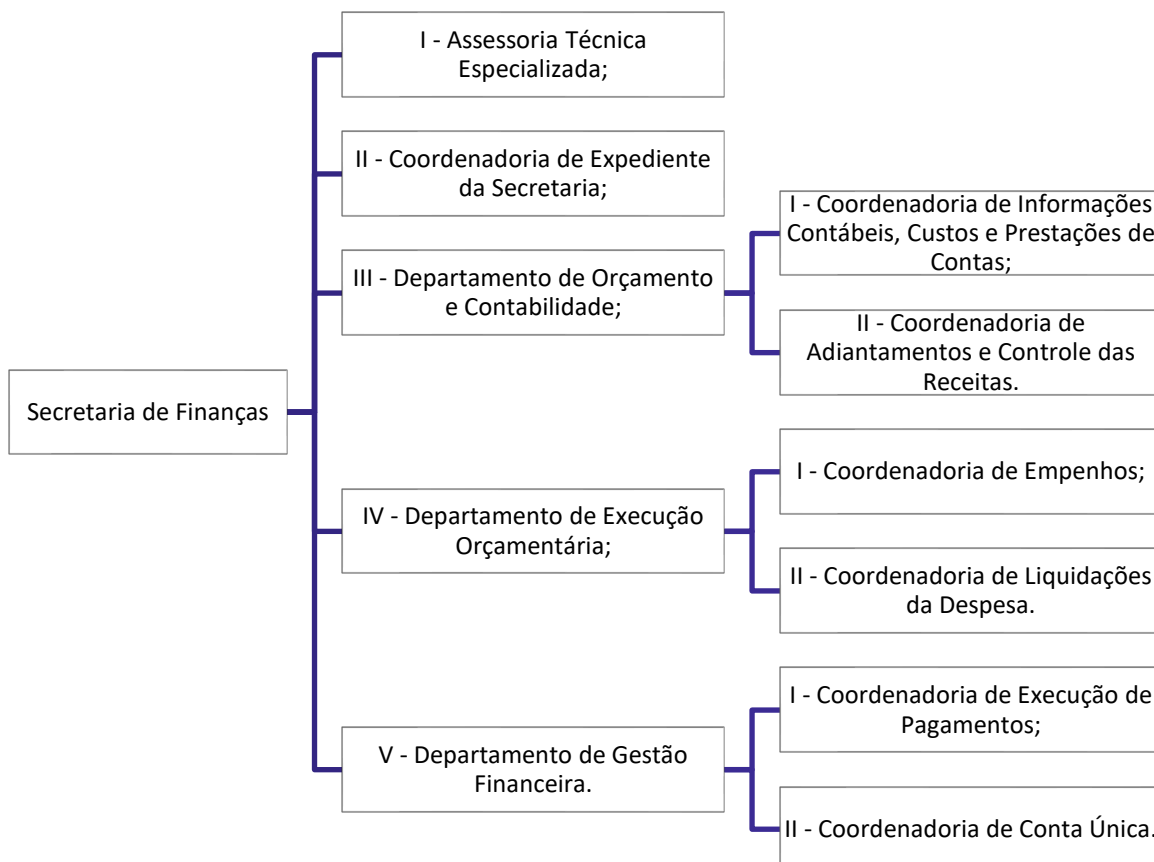 I - Assessoria Técnica
Especializada;
II - Coordenadoria de Expediente
da Secretaria;
I - Coordenadoria de Informações
Contábeis, Custos e Prestações de
Contas;
III - Departamento de Orçamento
e Contabilidade;
II - Coordenadoria de
Adiantamentos e Controle das
Receitas.
Secretaria de Finanças
I - Coordenadoria de Empenhos;
IV - Departamento de Execução
Orçamentária;
II - Coordenadoria de Liquidações
da Despesa.
I - Coordenadoria de Execução de
Pagamentos;
V - Departamento de Gestão
Financeira.
II - Coordenadoria de Conta Única.